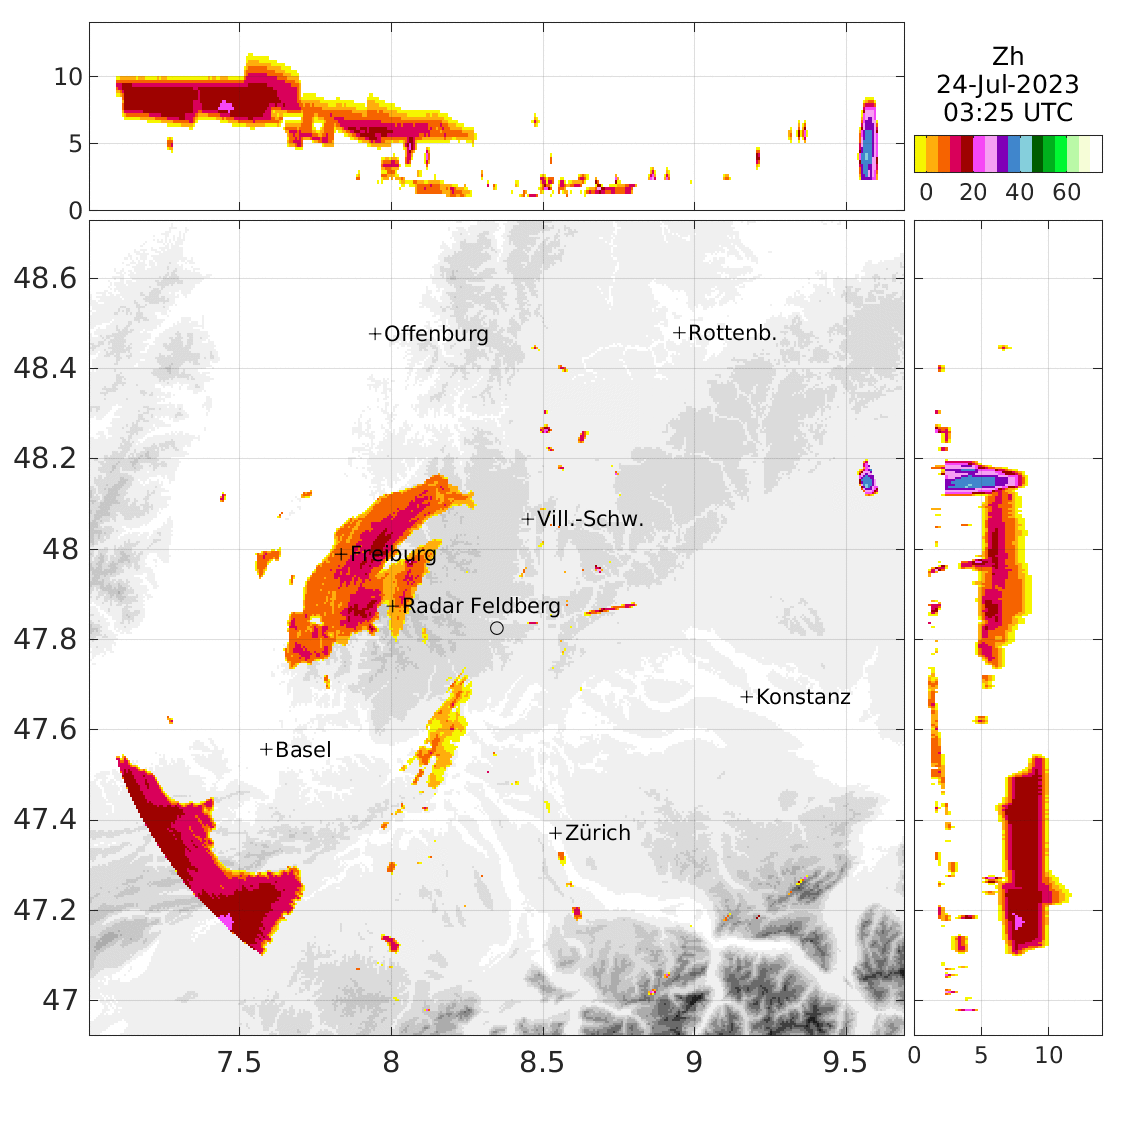 10
5
0
Zh
24-Jul-2023
03:25 UTC
0 20 40 60
48.6
48.4
48.2
48
47.8
47.6
47.4
47.2
47
+Offenburg
+Rottenb.
+Vill.-Schw.
+Freiburg
+Radar Feldberg
+Konstanz
+Basel
+Zürich
7.5 8 8.5 9 9.5
0 5 10